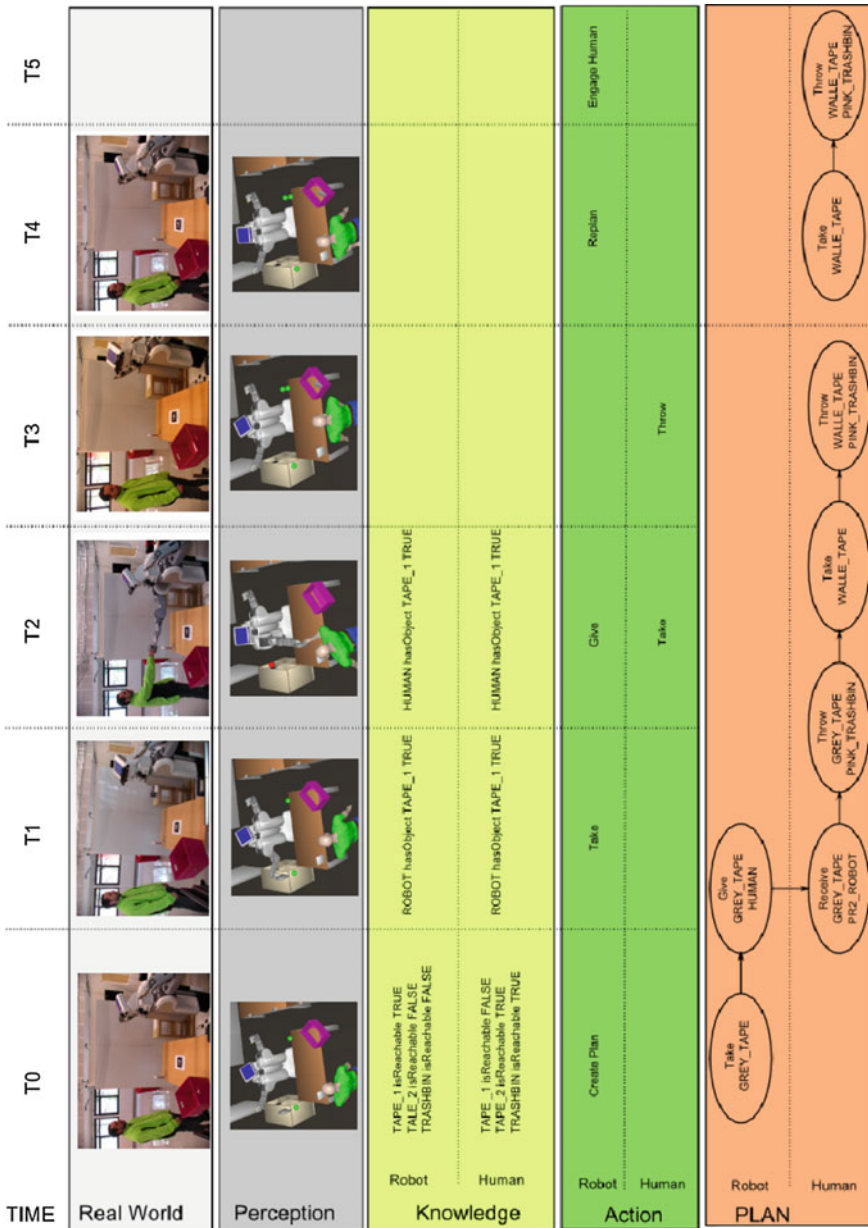 TIME
T0
T1
T2
T3
T4
T5
Real World
Perception
Knowledge
Robot
Human
TAPE_1 isReachable TRUE
TALE_2 isReachable FALSE
TRASHBIN isReachable FALSE
ROBOT hasObject TAPE_1 TRUE
HUMAN hasObject TAPE_1 TRUE
TAPE_1 isReachable FALSE
TAPE_2 isReachable TRUE
TRASHBIN isReachable TRUE
ROBOT hasObject TAPE_1 TRUE
HUMAN hasObject TAPE_1 TRUE
Action
Robot
Human
Create Plan
Take
Give
Replan
Engage Human
Take
Throw
PLAN
Robot
Human
Take
GREY_TAPE
Give
GREY_TAPE
HUMAN
Receive
GREY_TAPE
PR2_ROBOT
Throw
GREY_TAPE
PINK_TRASHBIN
Take
WALLE_TAPE
Throw
WALLE_TAPE
PINK_TRASHBIN
Take
WALLE_TAPE
Throw
WALLE_TAPE
PINK_TRASHBIN